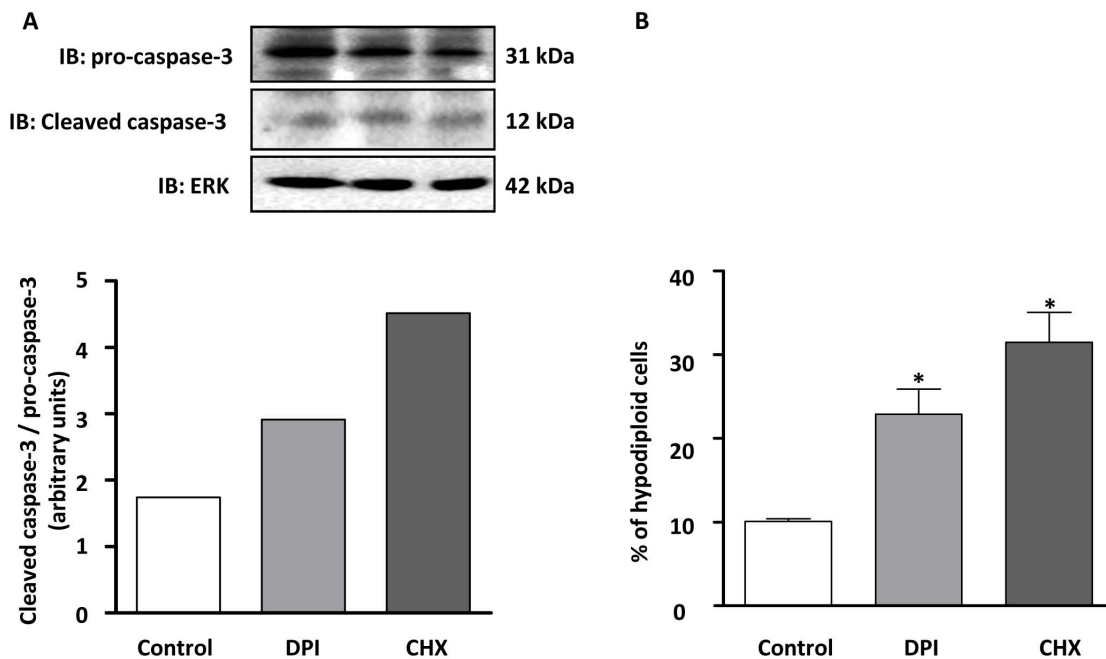 A
IB: pro-caspase-3
31 kDa
IB: Cleaved caspase-3
12 kDa
IB: ERK
42 kDa
Cleaved caspase-3 / pro-caspase-3
(arbitrary units)
5
4
3
2
1
0
Control
DPI
CHX
B
% of hypodiploid cells
40
30
20
10
0
*
*
Control
DPI
CHX